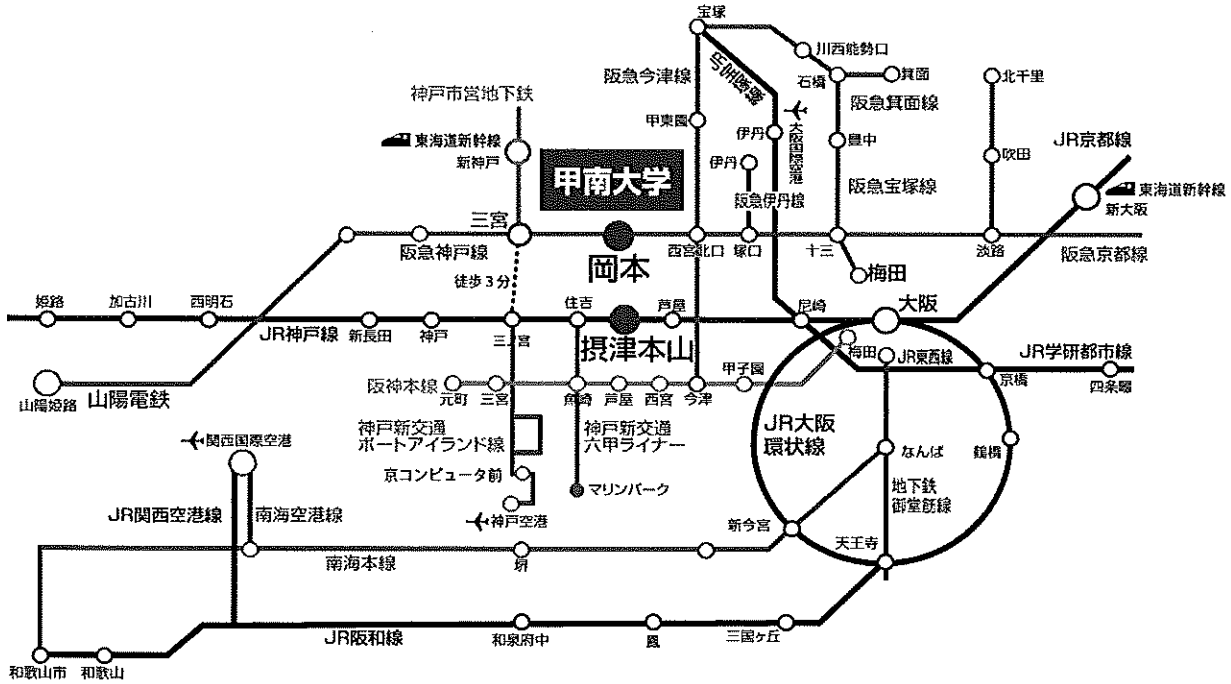 宝塚
川西能勢口
石橋
箕面
北千里
阪急今津線
JR宝塚線
阪急箕面線
神戸市営地下鉄
甲東園
伊丹
大阪国際空港
豊中
東海道新幹線
新神戸
JR京都線
吹田
甲南大学
伊丹
阪急伊丹線
阪急宝塚線
東海道新幹線
新大阪
三宮
阪急神戸線
岡本
西宮北口
塚口
十三
淡路
阪急京都線
徒歩3分
梅田
姫路
加古川
西明石
住吉
芦屋
尼崎
大阪
JR神戸線
新長田
神戸
三ノ宮
摂津本山
梅田
JR東西線
JR学研都市線
山陽姫路
山陽電鉄
阪神本線
元町
三宮
魚崎
芦屋
西宮
今津
甲子園
京橋
四条畷
神戸新交通
ポートアイランド線
神戸新交通
六甲ライナー
JR大阪
環状線
関西国際空港
なんば
鶴橋
京コンピュータ前
マリンパーク
地下鉄
御堂筋線
JR関西空港線
南海空港線
神戸空港
新今宮
天王寺
南海本線
堺
JR阪和線
和泉府中
鳳
三国ヶ丘
和歌山市
和歌山